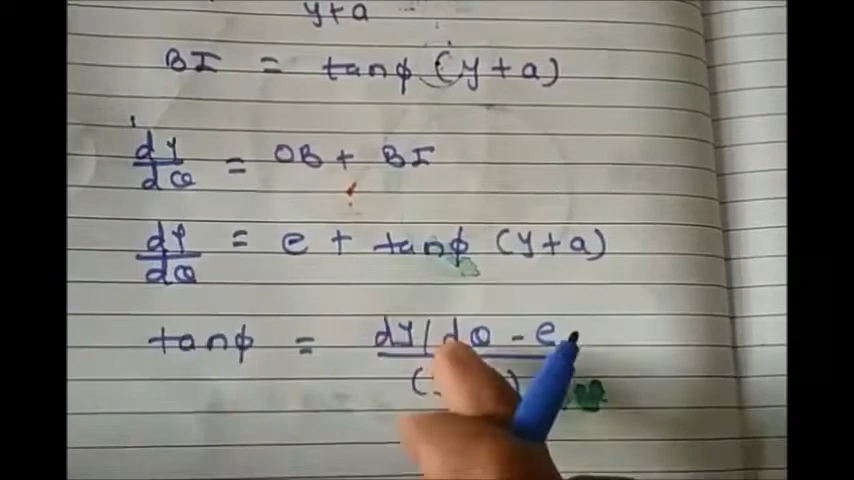 y+a
BI = tanϕ (y+a)
dy/dθ = OB + BI
dy/dθ = e + tanϕ (y+a)
tanϕ = dy/dθ - e